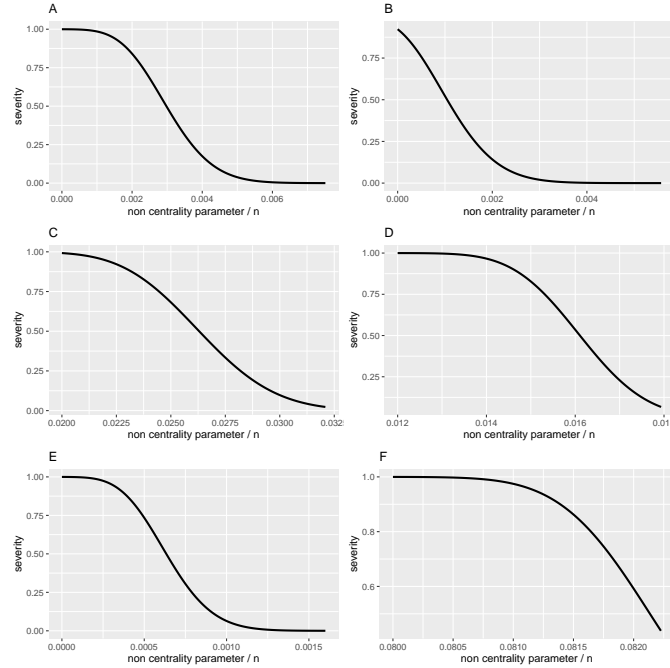 A
1.00
0.75
0.50
0.25
0.00
severity
0.000 0.002 0.004 0.006
non centrality parameter / n
B
0.75
0.50
0.25
0.00
severity
0.000 0.002 0.004
non centrality parameter / n
C
1.00
0.75
0.50
0.25
0.00
severity
0.0200 0.0225 0.0250 0.0275 0.0300 0.032
non centrality parameter / n
D
1.00
0.75
0.50
0.25
severity
0.012 0.014 0.016 0.01
non centrality parameter / n
E
1.00
0.75
0.50
0.25
0.00
severity
0.0000 0.0005 0.0010 0.0015
non centrality parameter / n
F
1.0
0.8
0.6
severity
0.0800 0.0805 0.0810 0.0815 0.0820
non centrality parameter / n